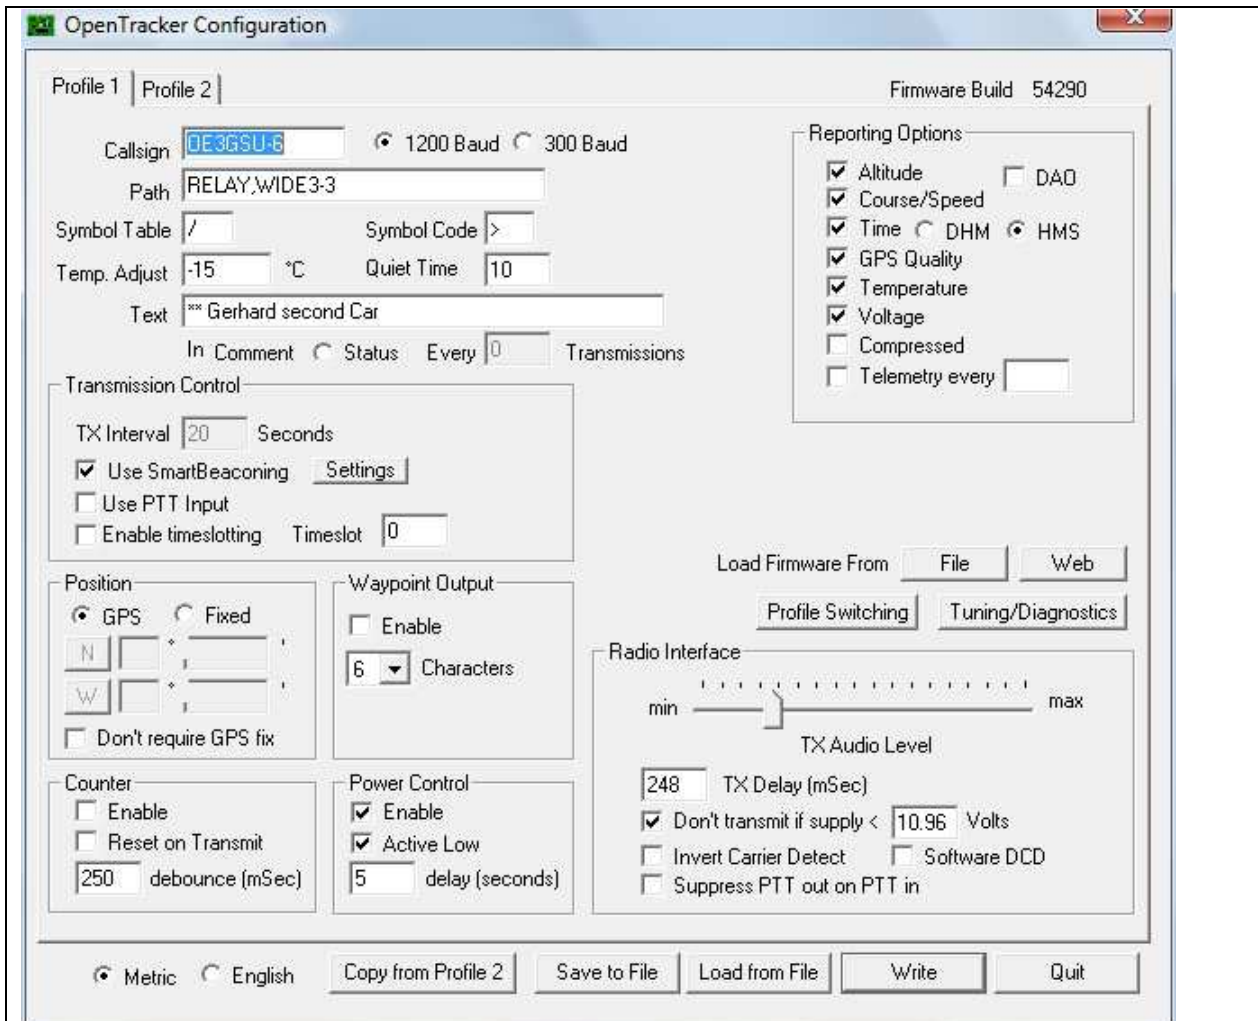 OpenTracker Configuration
X
Profile 1 Profile 2 Firmware Build 54290
Callsign OE3GSU-6 1200 Baud 300 Baud
Path RELAY,WIDE3-3
Symbol Table / Symbol Code >
Temp. Adjust -15 °C Quiet Time 10
Text ** Gerhard second Car
In Comment Status Every 0 Transmissions
Reporting Options
Altitude DAO
Course/Speed
Time DHM HMS
GPS Quality
Temperature
Voltage
Compressed
Telemetry every
Transmission Control
TX Interval 20 Seconds
Use SmartBeaconing Settings
Use PTT Input
Enable timeslotting Timeslot 0
Load Firmware From File Web
Profile Switching Tuning/Diagnostics
Position
GPS Fixed
N ° , '
W ° , '
Don't require GPS fix
Waypoint Output
Enable
6 Characters
Radio Interface
min max
TX Audio Level
248 TX Delay (mSec)
Don't transmit if supply < 10.96 Volts
Invert Carrier Detect Software DCD
Suppress PTT out on PTT in
Counter
Enable
Reset on Transmit
250 debounce (mSec)
Power Control
Enable
Active Low
5 delay (seconds)
Metric English Copy from Profile 2 Save to File Load from File Write Quit